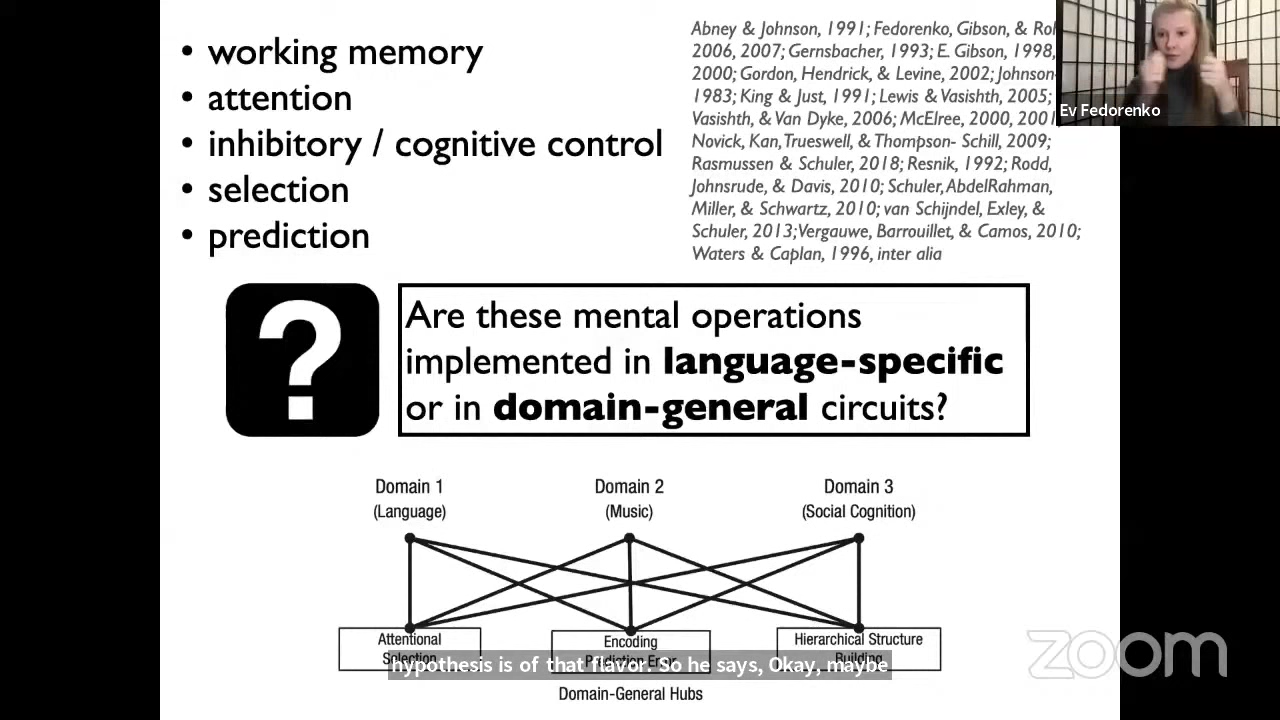 • working memory
• attention
• inhibitory / cognitive control
• selection
• prediction
Abney & Johnson, 1991; Fedorenko, Gibson, &
2006, 2007; Gernsbacher, 1993; E. Gibson, 1998,
2000; Gordon, Hendrick, & Levine, 2002; Johnson-
1983; King & Just, 1991; Lewis & Vasishth, 2005;
Vasishth, & Van Dyke, 2006; McElree, 2000,
Novick, Kan, Trueswell, & Thompson- Schill, 2009;
Rasmussen & Schuler, 2018; Resnik, 1992; Rodd,
Johnsrude, & Davis, 2010; Schuler, AbdelRahman,
Miller, & Schwartz, 2010; van Schijndel, Exley, &
Schuler, 2013; Vergauwe, Barrouillet, & Camos, 2010;
Waters & Caplan, 1996, inter alia
Ev Fedorenko
?
Are these mental operations
implemented in language-specific
or in domain-general circuits?
Domain 1
(Language)
Domain 2
(Music)
Domain 3
(Social Cognition)
Attentional
Selection
Encoding
Prediction Error
Hierarchical Structure
Building
hypothesis is of that flavor. So he says, Okay, maybe
Domain-General Hubs
zoom